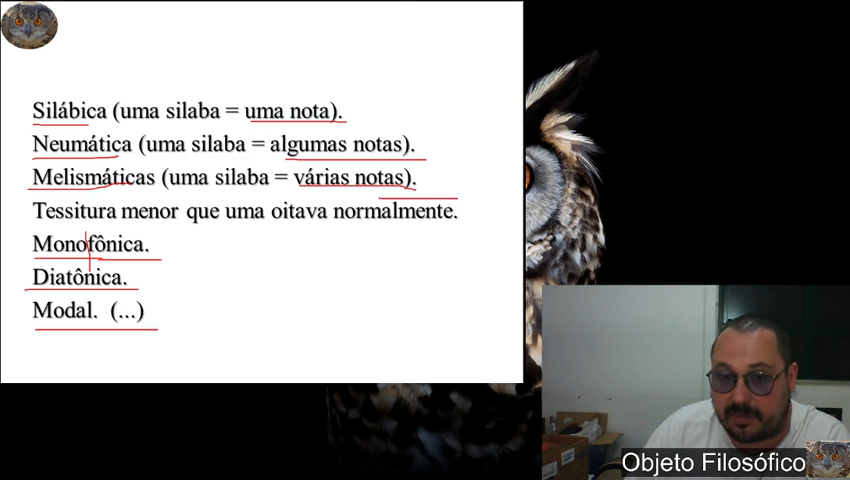 Silábica (uma silaba = uma nota).
Neumática (uma silaba = algumas notas).
Melismáticas (uma silaba = várias notas).
Tessitura menor que uma oitava normalmente.
Monofônica.
Diatônica.
Modal. (...)
Objeto Filosófico